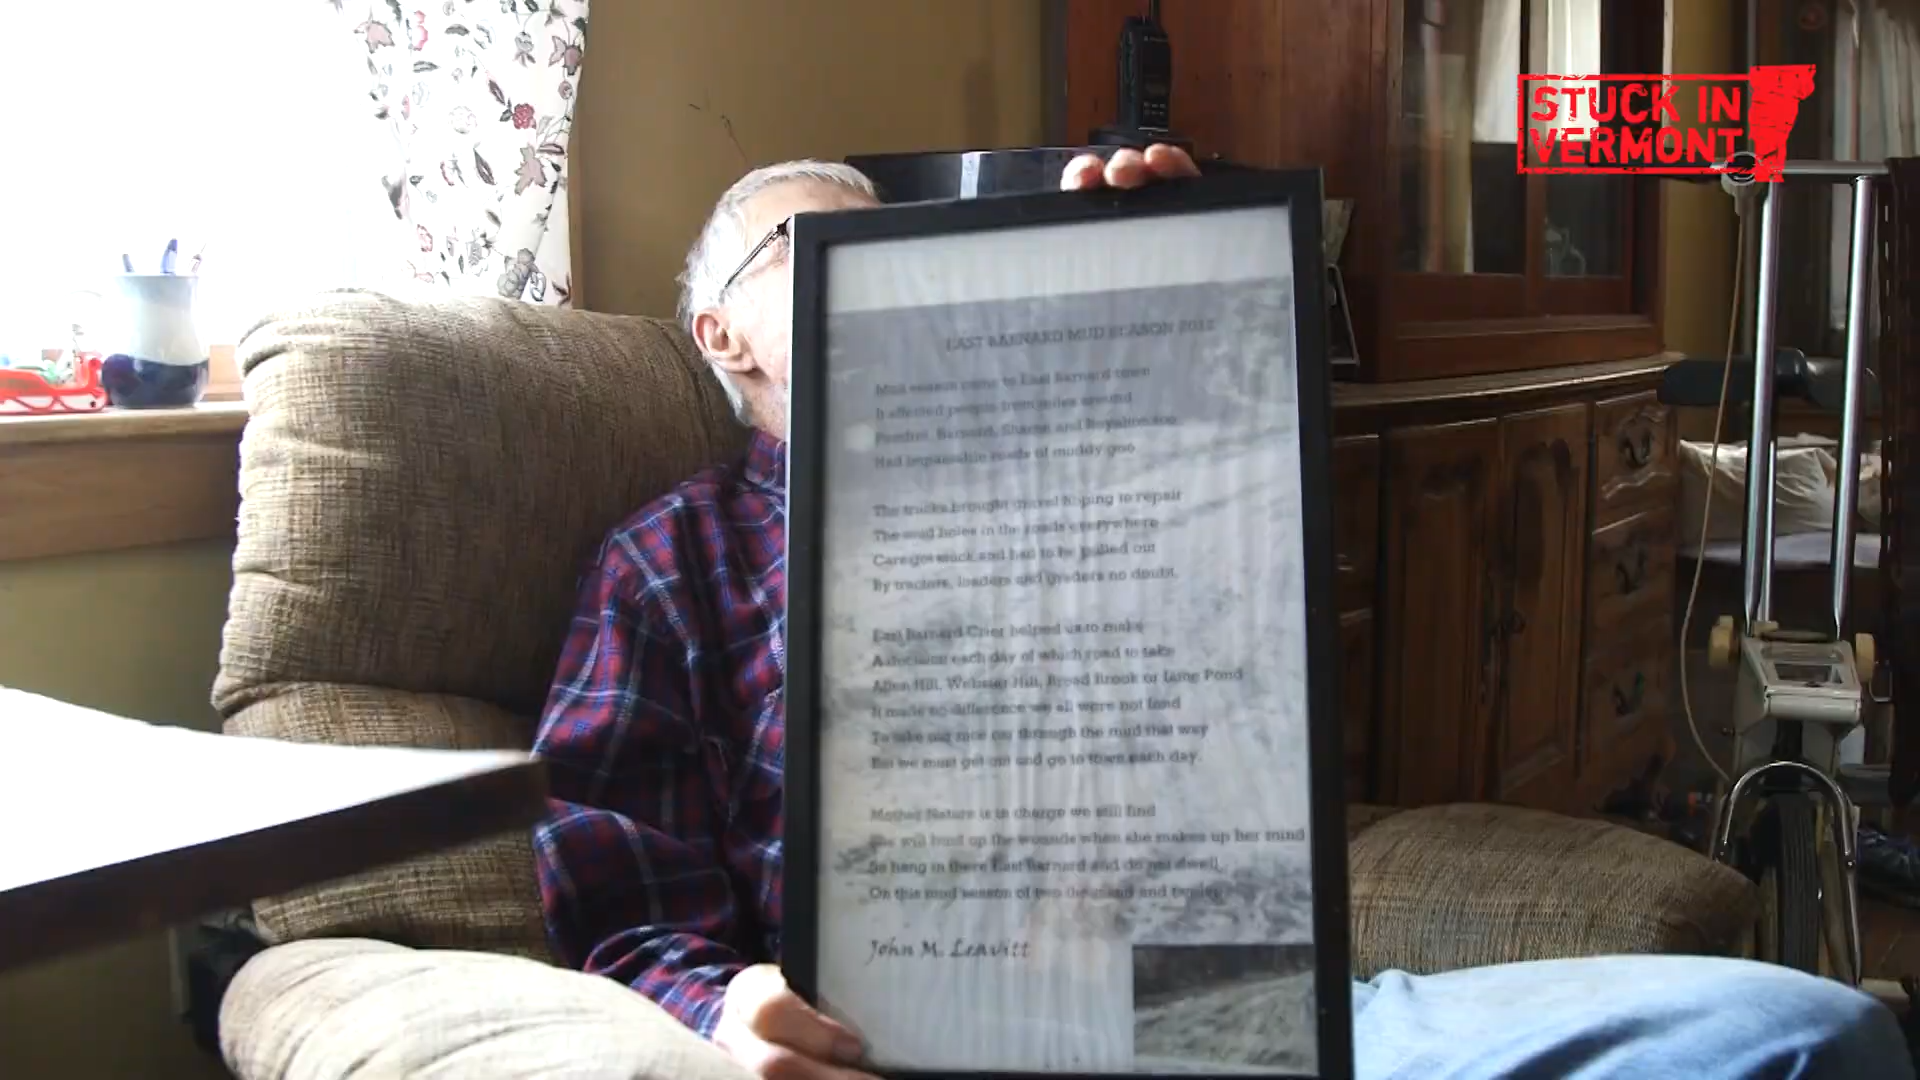 STUCK IN
VERMONT
EAST BARNARD MUD SEASON 2012
Mud season came to East Barnard town
It affected people from miles around
Pomfret, Barnard, Sharon and Royalton too
Had impassable roads of muddy goo
The trucks brought gravel hoping to repair
The mud holes in the roads everywhere
Cars got stuck and had to be pulled out
By tractors, loaders and graders no doubt.
East Barnard Crier helped us to make
A decision each day of which road to take
Allen Hill, Webster Hill, Broad Brook or Lime Pond
It made no difference we all were not fond
To take our nice car through the mud that way
But we must get out and go to town each day.
Mother Nature is in charge we still find
She will up the wounds when she makes up her mind
So hang in there East Barnard and do not dwell
On this mud season of two thousand and twelve
John M. Leavitt